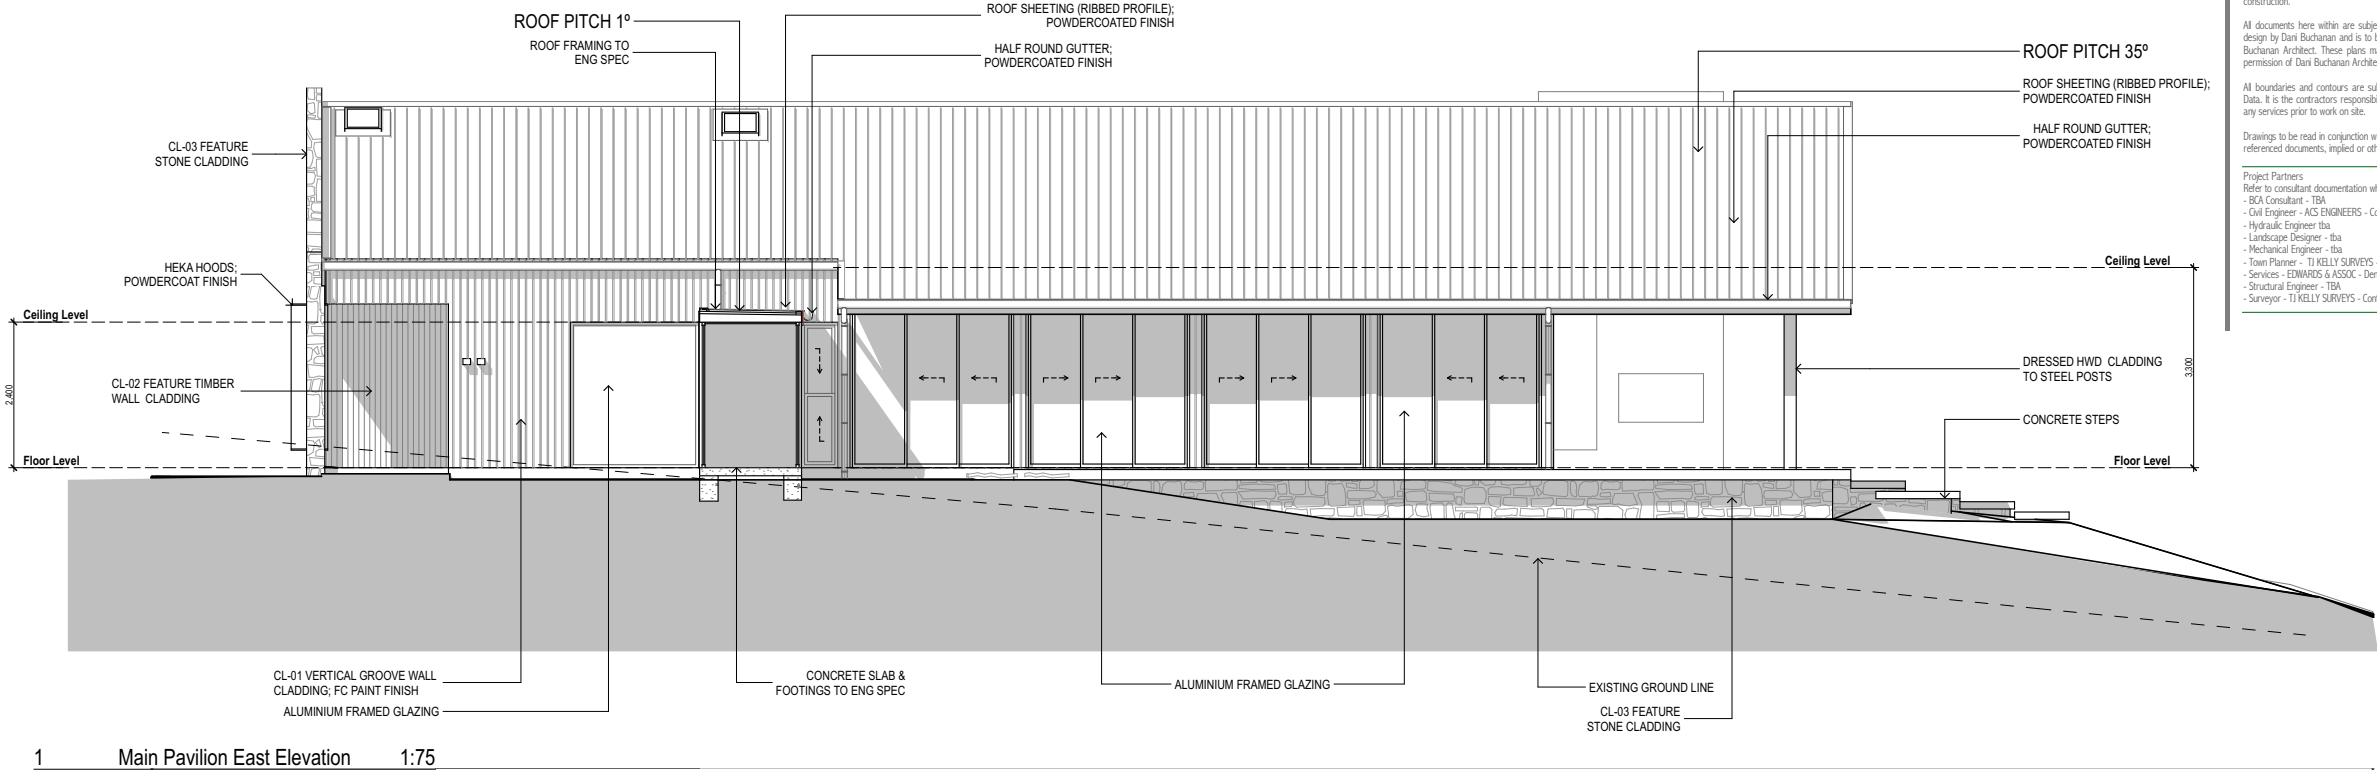 ROOF PITCH 1º
ROOF FRAMING TO
ENG SPEC
ROOF SHEETING (RIBBED PROFILE);
POWDERCOATED FINISH
HALF ROUND GUTTER;
POWDERCOATED FINISH
ROOF PITCH 35º
ROOF SHEETING (RIBBED PROFILE);
POWDERCOATED FINISH
HALF ROUND GUTTER;
POWDERCOATED FINISH
CL-03 FEATURE
STONE CLADDING
HEKA HOODS;
POWDERCOAT FINISH
Ceiling Level
CL-02 FEATURE TIMBER
WALL CLADDING
2,400
Floor Level
Ceiling Level
3,300
DRESSED HWD CLADDING
TO STEEL POSTS
CONCRETE STEPS
Floor Level
CL-01 VERTICAL GROOVE WALL
CLADDING; FC PAINT FINISH
ALUMINIUM FRAMED GLAZING
CONCRETE SLAB &
FOOTINGS TO ENG SPEC
ALUMINIUM FRAMED GLAZING
EXISTING GROUND LINE
CL-03 FEATURE
STONE CLADDING
1 Main Pavilion East Elevation 1:75
construction.
All documents here within are subje
design by Dani Buchanan and is to
Buchanan Architect. These plans
permission of Dani Buchanan Archite
All boundaries and contours are
Data. It is the contractors responsibi
any services prior to work on site.
Drawings to be read in conjunction
referenced documents, implied or
Project Partners
Refer to consultant documentation
- BCA Consultant - TBA
- Civil Engineer - ACS ENGINEERS -
- Hydraulic Engineer tba
- Landscape Designer - tba
- Mechanical Engineer - tba
- Town Planner - TJ KELLY SURVEYS
- Services - EDWARDS & ASSOC -
- Structural Engineer - TBA
- Surveyor - TJ KELLY SURVEYS -